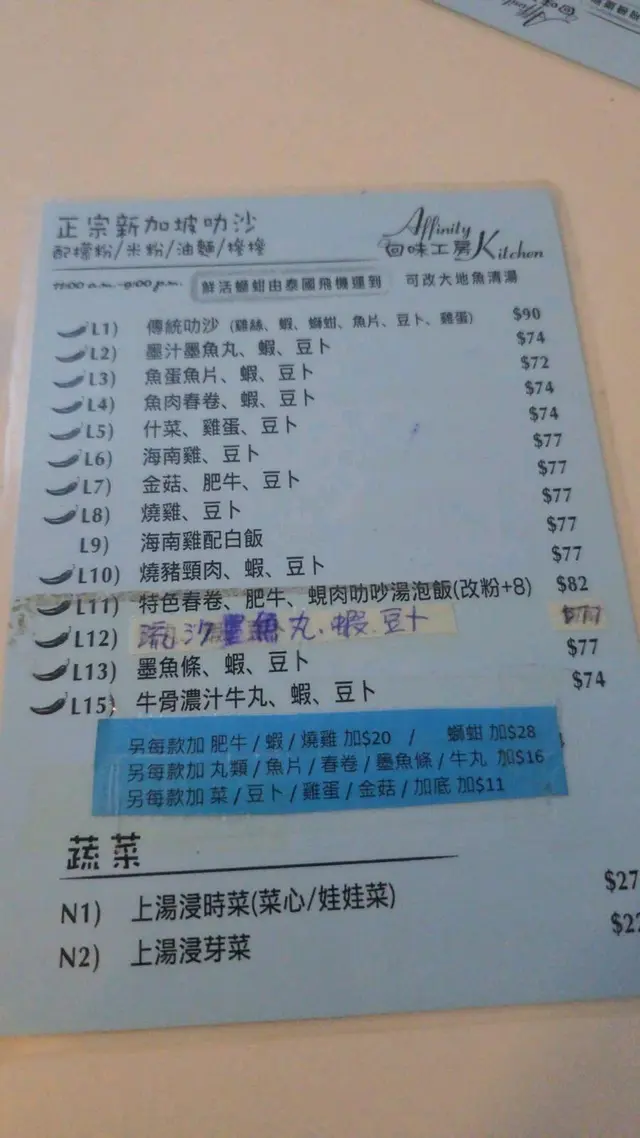 正宗新加坡叻沙
配檬粉/米粉/油麵/
Affinity Kitchen
回味工房
11:00 a.m.-9:00 p.m. 鮮活螄蚶由泰國飛機運到 可改大地魚清湯
L1) 傳統叻沙 (雞絲、蝦、螄蚶、魚片、豆卜、雞蛋) $90
L2) 墨汁墨魚丸、蝦、豆卜 $74
L3) 魚蛋魚片、蝦、豆卜 $72
L4) 魚肉春卷、蝦、豆卜 $74
L5) 什菜、雞蛋、豆卜 $74
L6) 海南雞、豆卜 $77
L7) 金菇、肥牛、豆卜 $77
L8) 燒雞、豆卜 $77
L9) 海南雞配白飯 $77
L10) 燒豬頸肉、蝦、豆卜 $77
L11) 特色春卷、肥牛、蜆肉叻吵湯泡飯(改粉+8) $82
L12) 流沙墨魚丸、蝦、豆卜 $77
L13) 墨魚條、蝦、豆卜 $77
L15) 牛骨濃汁牛丸、蝦、豆卜 $74
另每款加 肥牛/蝦/燒雞 加$20 / 螄蚶 加$28
另每款加 丸類/魚片/春卷/墨魚條/牛丸 加$16
另每款加 菜/豆卜/雞蛋/金菇/加底 加$11
蔬菜
N1) 上湯浸時菜(菜心/娃娃菜) $27
N2) 上湯浸芽菜